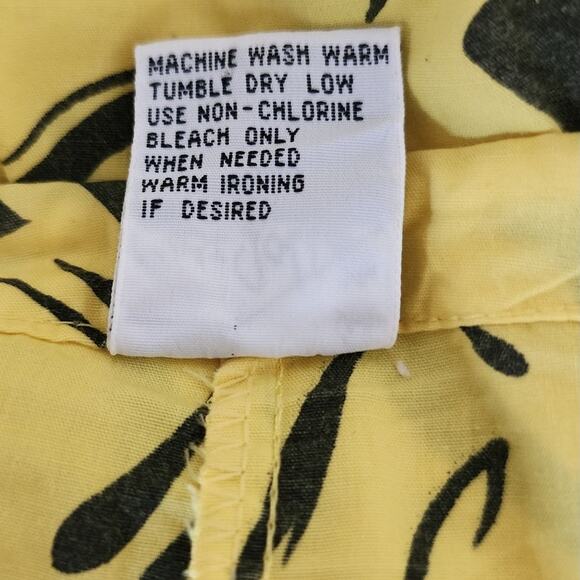 MACHINE WASH WARM
TUMBLE DRY LOW
USE NON-CHLORINE
BLEACH ONLY
WHEN NEEDED
WARM IRONING
IF DESIRED